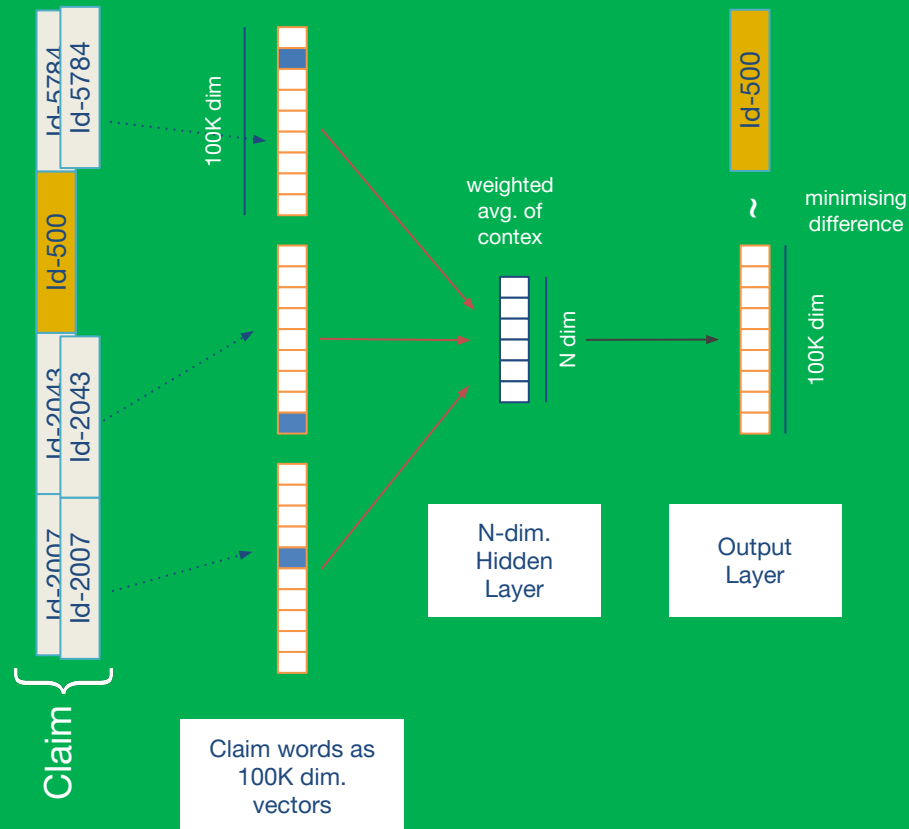 Id-5784
Id-5784
Id-500
Id-2043
Id-2043
Id-2007
Id-2007
Claim
100K dim
Claim words as
100K dim.
vectors
weighted
avg. of
contex
N dim
N-dim.
Hidden
Layer
Id-500
~
minimising
difference
100K dim
Output
Layer